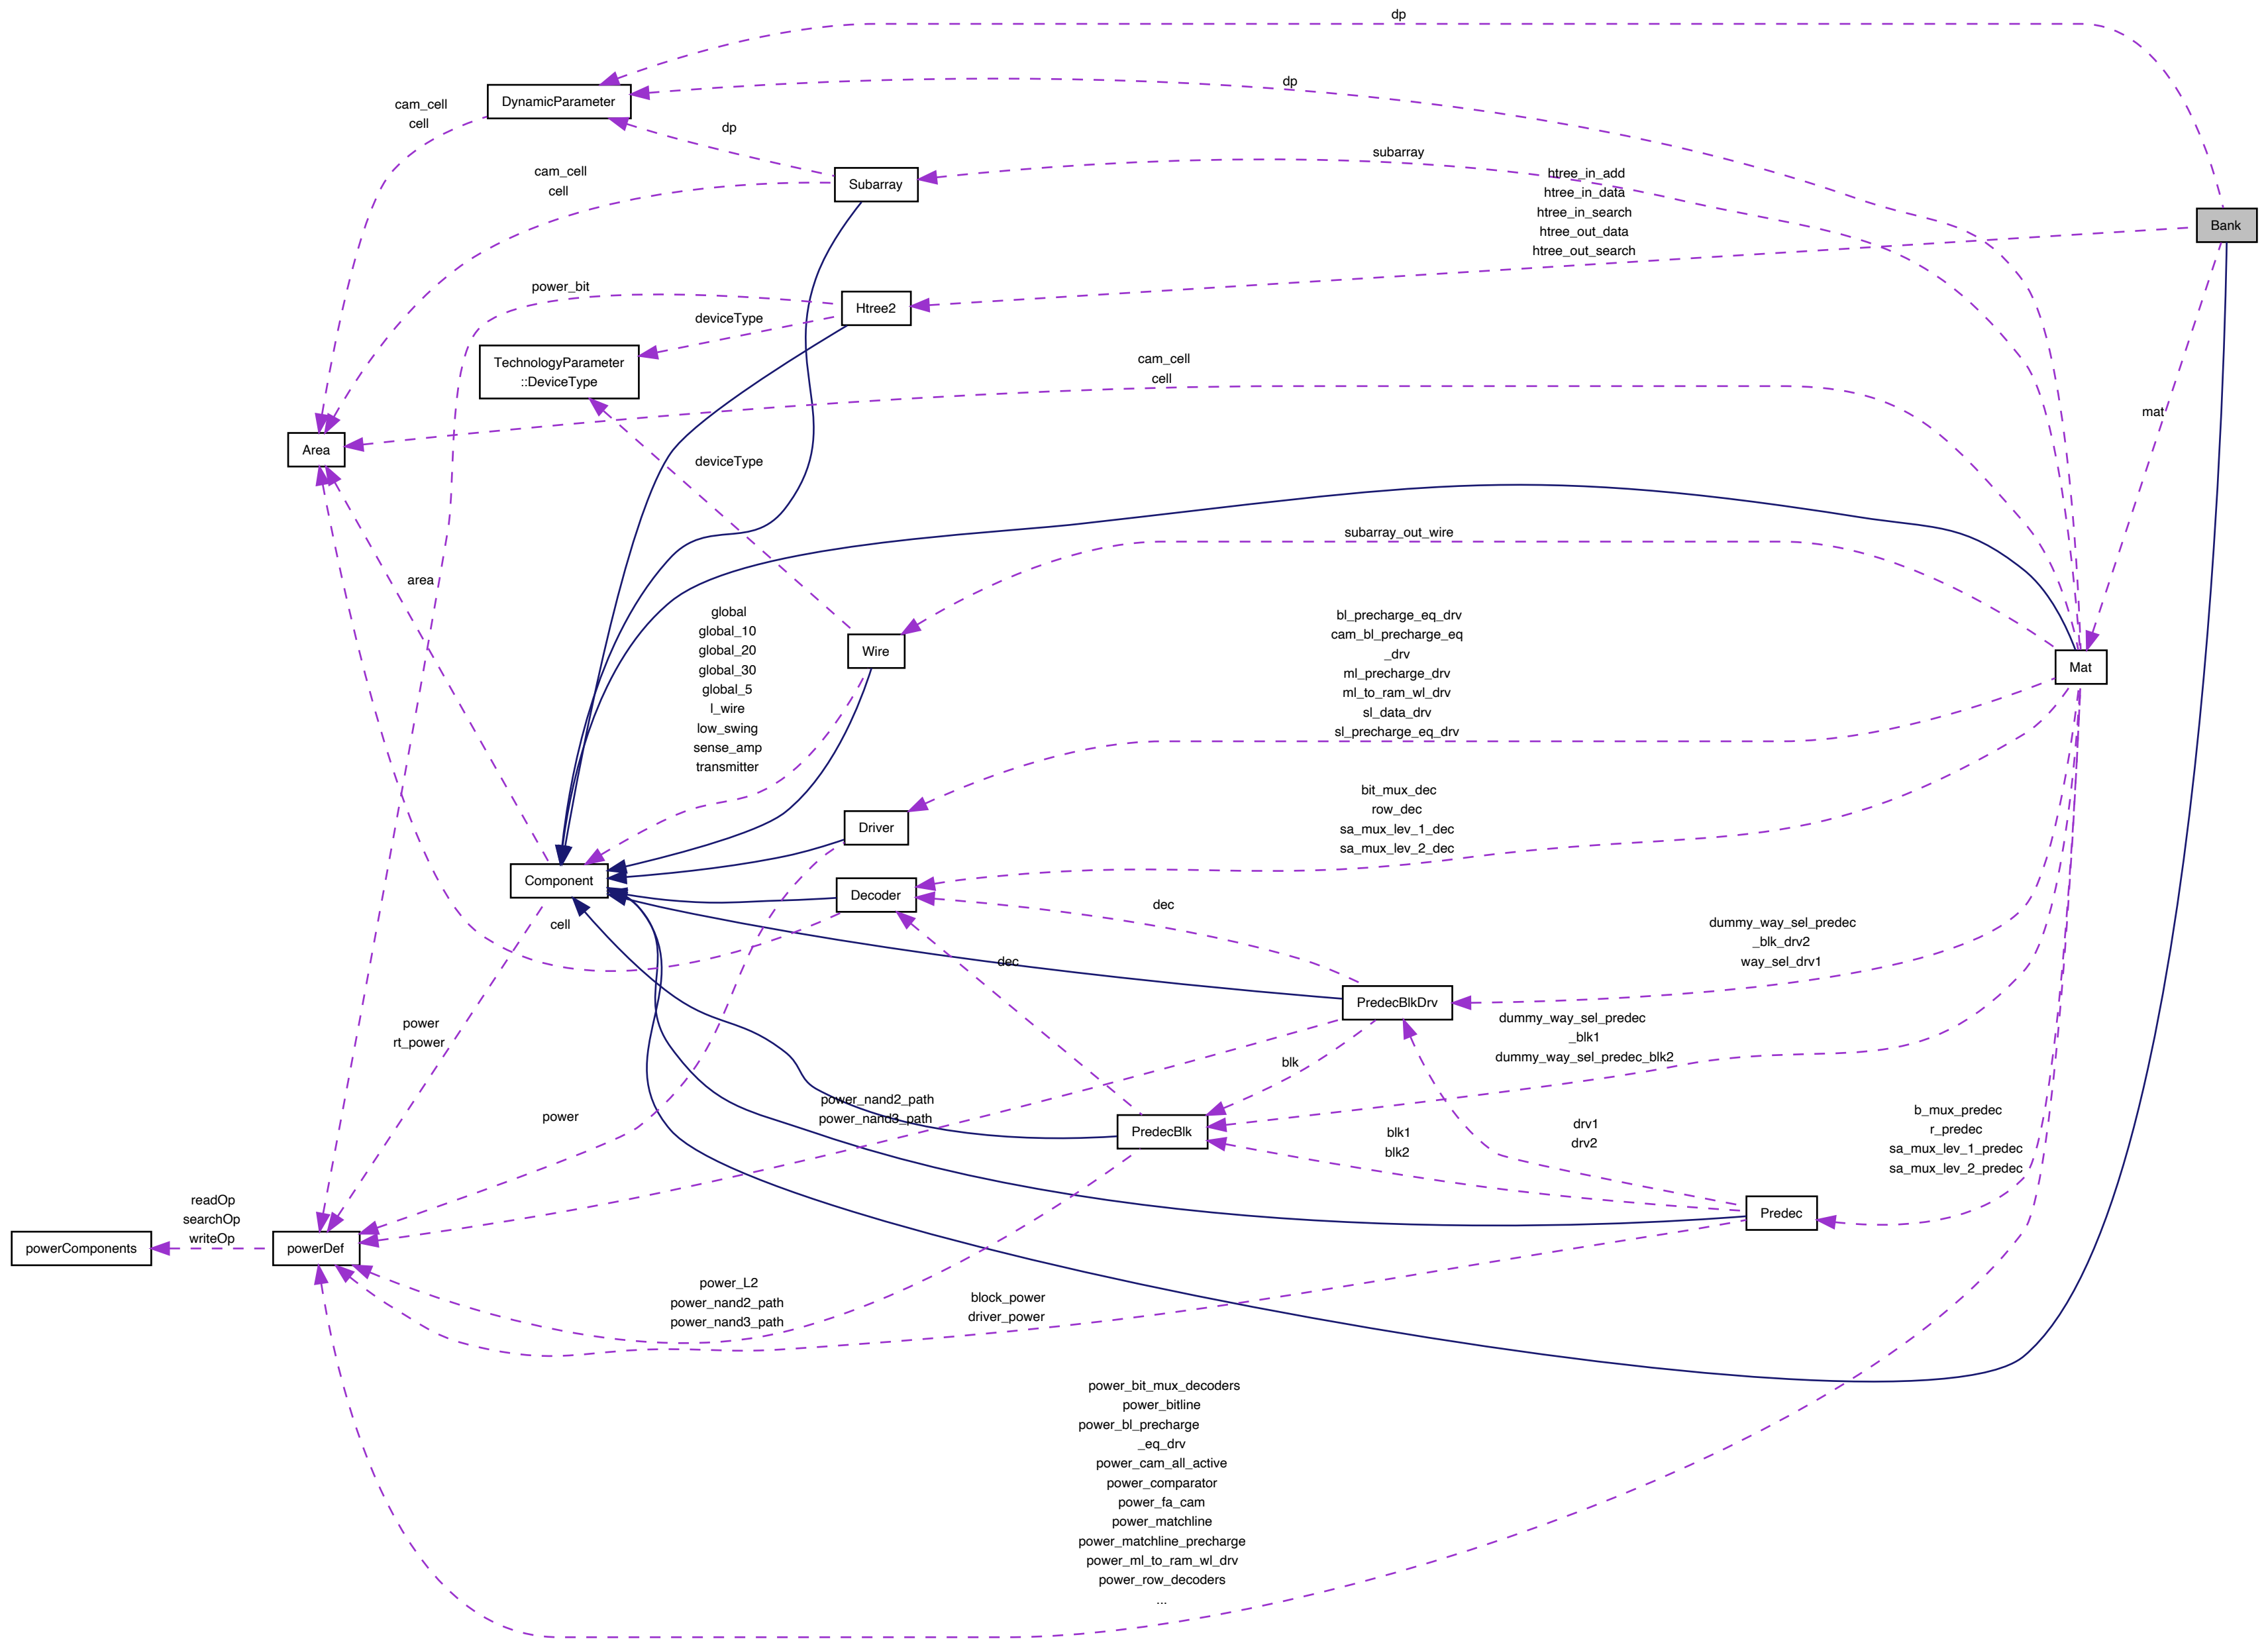 dp
dp
DynamicParameter
cam_cell
cell
dp
subarray
cam_cell
cell
Subarray
htree_in_add
htree_in_data
htree_in_search
htree_out_data
htree_out_search
Bank
power_bit
Htree2
deviceType
TechnologyParameter
::DeviceType
cam_cell
cell
mat
Area
deviceType
subarray_out_wire
area
global
global_10
global_20
global_30
global_5
l_wire
low_swing
sense_amp
transmitter
Wire
bl_precharge_eq_drv
cam_bl_precharge_eq
_drv
ml_precharge_drv
ml_to_ram_wl_drv
sl_data_drv
sl_precharge_eq_drv
Mat
bit_mux_dec
row_dec
sa_mux_lev_1_dec
sa_mux_lev_2_dec
Driver
Component
Decoder
cell
dec
dec
dummy_way_sel_predec
_blk_drv2
way_sel_drv1
PredecBlkDrv
power
rt_power
dummy_way_sel_predec
_blk1
dummy_way_sel_predec_blk2
blk
power
power_nand2_path
power_nand3_path
PredecBlk
blk1
blk2
drv1
drv2
b_mux_predec
r_predec
sa_mux_lev_1_predec
sa_mux_lev_2_predec
Predec
readOp
searchOp
writeOp
powerComponents
powerDef
power_L2
power_nand2_path
power_nand3_path
block_power
driver_power
power_bit_mux_decoders
power_bitline
power_bl_precharge
_eq_drv
power_cam_all_active
power_comparator
power_fa_cam
power_matchline
power_matchline_precharge
power_ml_to_ram_wl_drv
power_row_decoders
...